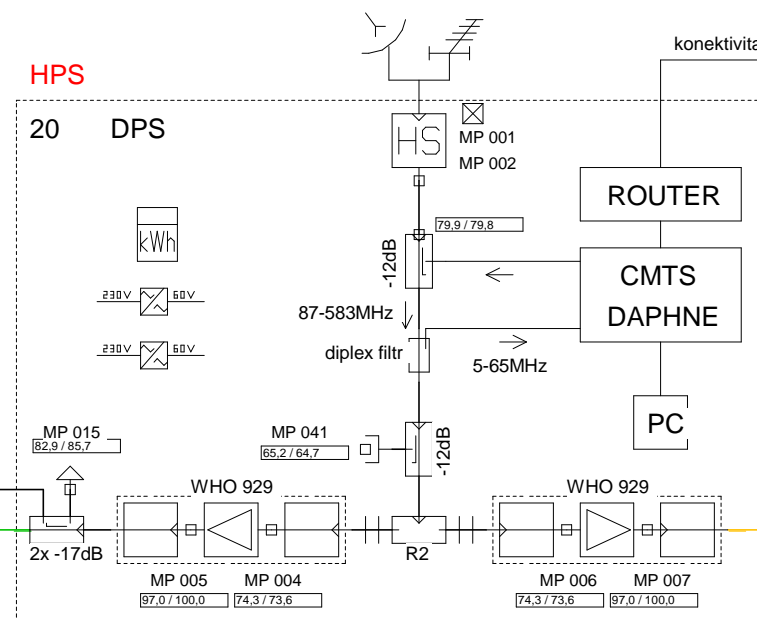 konektivita
HPS
20 DPS
HS
MP 001
MP 002
ROUTER
79,9 / 79,8
kWh
-12dB
CMTS
DAPHNE
230V 60V
87-583MHz
diplex filtr
5-65MHz
230V 60V
PC
MP 015
82,9 / 85,7
MP 041
65,2 / 64,7
-12dB
WHO 929
WHO 929
2x -17dB
R2
MP 005
97,0 / 100,0
MP 004
74,3 / 73,6
MP 006
74,3 / 73,6
MP 007
97,0 / 100,0